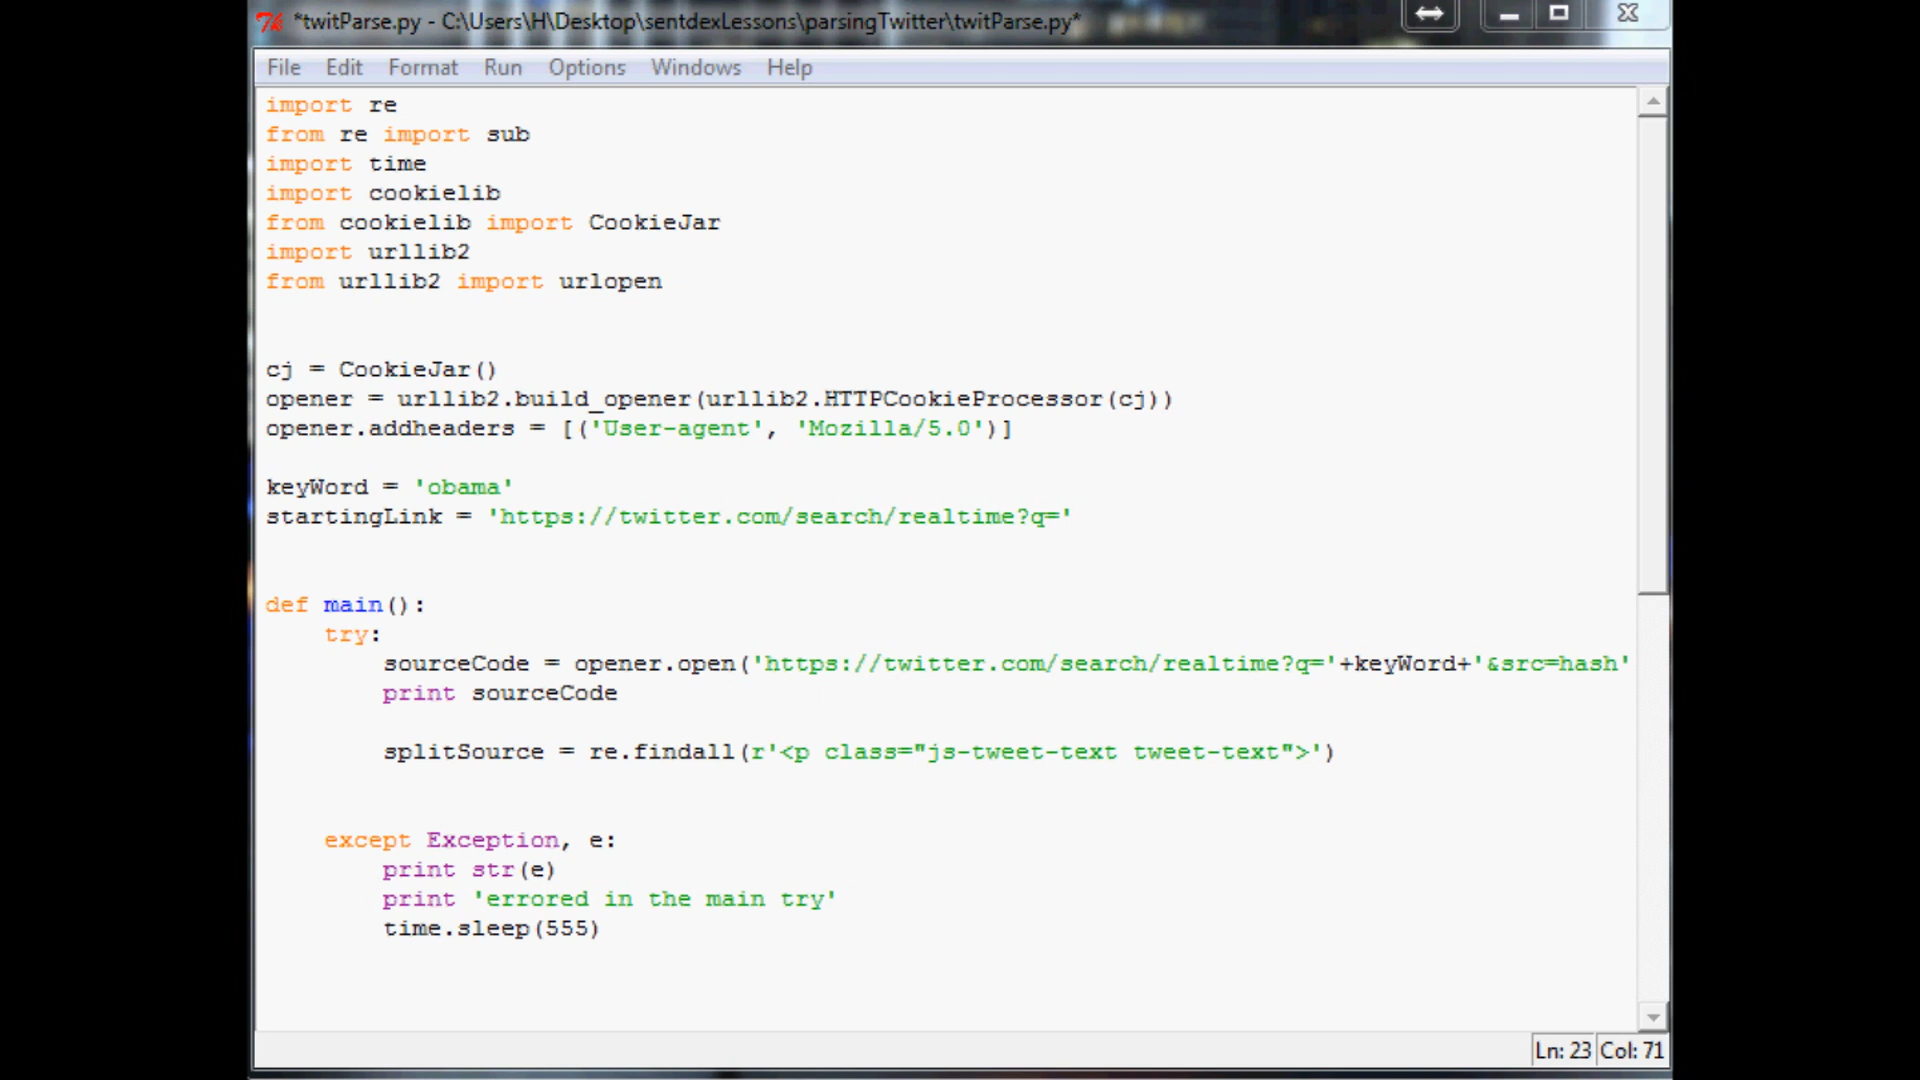 *twitParse.py - C:\Users\H\Desktop\sentdexLessons\parsingTwitter\twitParse.py*
File Edit Format Run Options Windows Help
import re
from re import sub
import time
import cookielib
from cookielib import CookieJar
import urllib2
from urllib2 import urlopen
cj = CookieJar()
opener = urllib2.build_opener(urllib2.HTTPCookieProcessor(cj))
opener.addheaders = [('User-agent', 'Mozilla/5.0')]
keyWord = 'obama'
startingLink = 'https://twitter.com/search/realtime?q='
def main():
    try:
        sourceCode = opener.open('https://twitter.com/search/realtime?q='+keyWord+'&src=hash'
        print sourceCode
        splitSource = re.findall(r'<p class="js-tweet-text tweet-text">')
    except Exception, e:
        print str(e)
        print 'errored in the main try'
        time.sleep(555)
Ln: 23 Col: 71